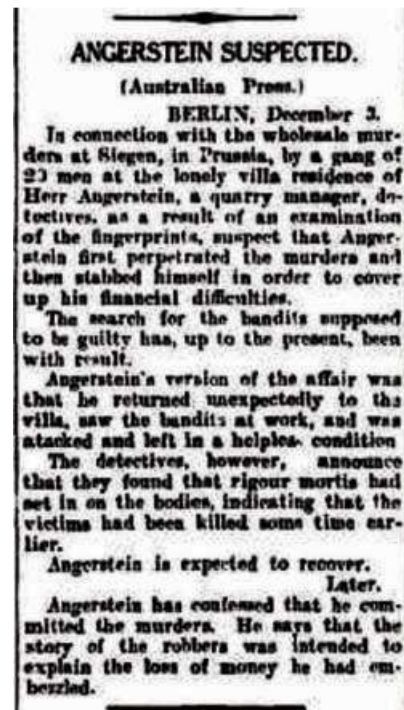 ANGERSTEIN SUSPECTED.
(Australian Press.)
BERLIN, December 3.
In connection with the wholesale mur-
ders at Siegen, in Prussia, by a gang of
20 men at the lonely villa residence of
Herr Angerstein, a quarry manager, de-
tectives, as a result of an examination
of the fingerprints, suspect that Anger-
stein first perpetrated the murders and
then stabbed himself in order to cover
up his financial difficulties.
The search for the bandits supposed
to be guilty has, up to the present, been
with result.
Angerstein's version of the affair was
that he returned unexpectedly to the
villa, saw the bandits at work, and was
atacked and left in a helples condition
The detectives, however, announce
that they found that rigour mortis had
set in on the bodies, indicating that the
victims had been killed some time ear-
lier.
Angerstein is expected to recover.
Later.
Angerstein has confessed that he com-
mitted the murders. He says that the
story of the robbers was intended to
explain the loss of money he had em-
bezzled.